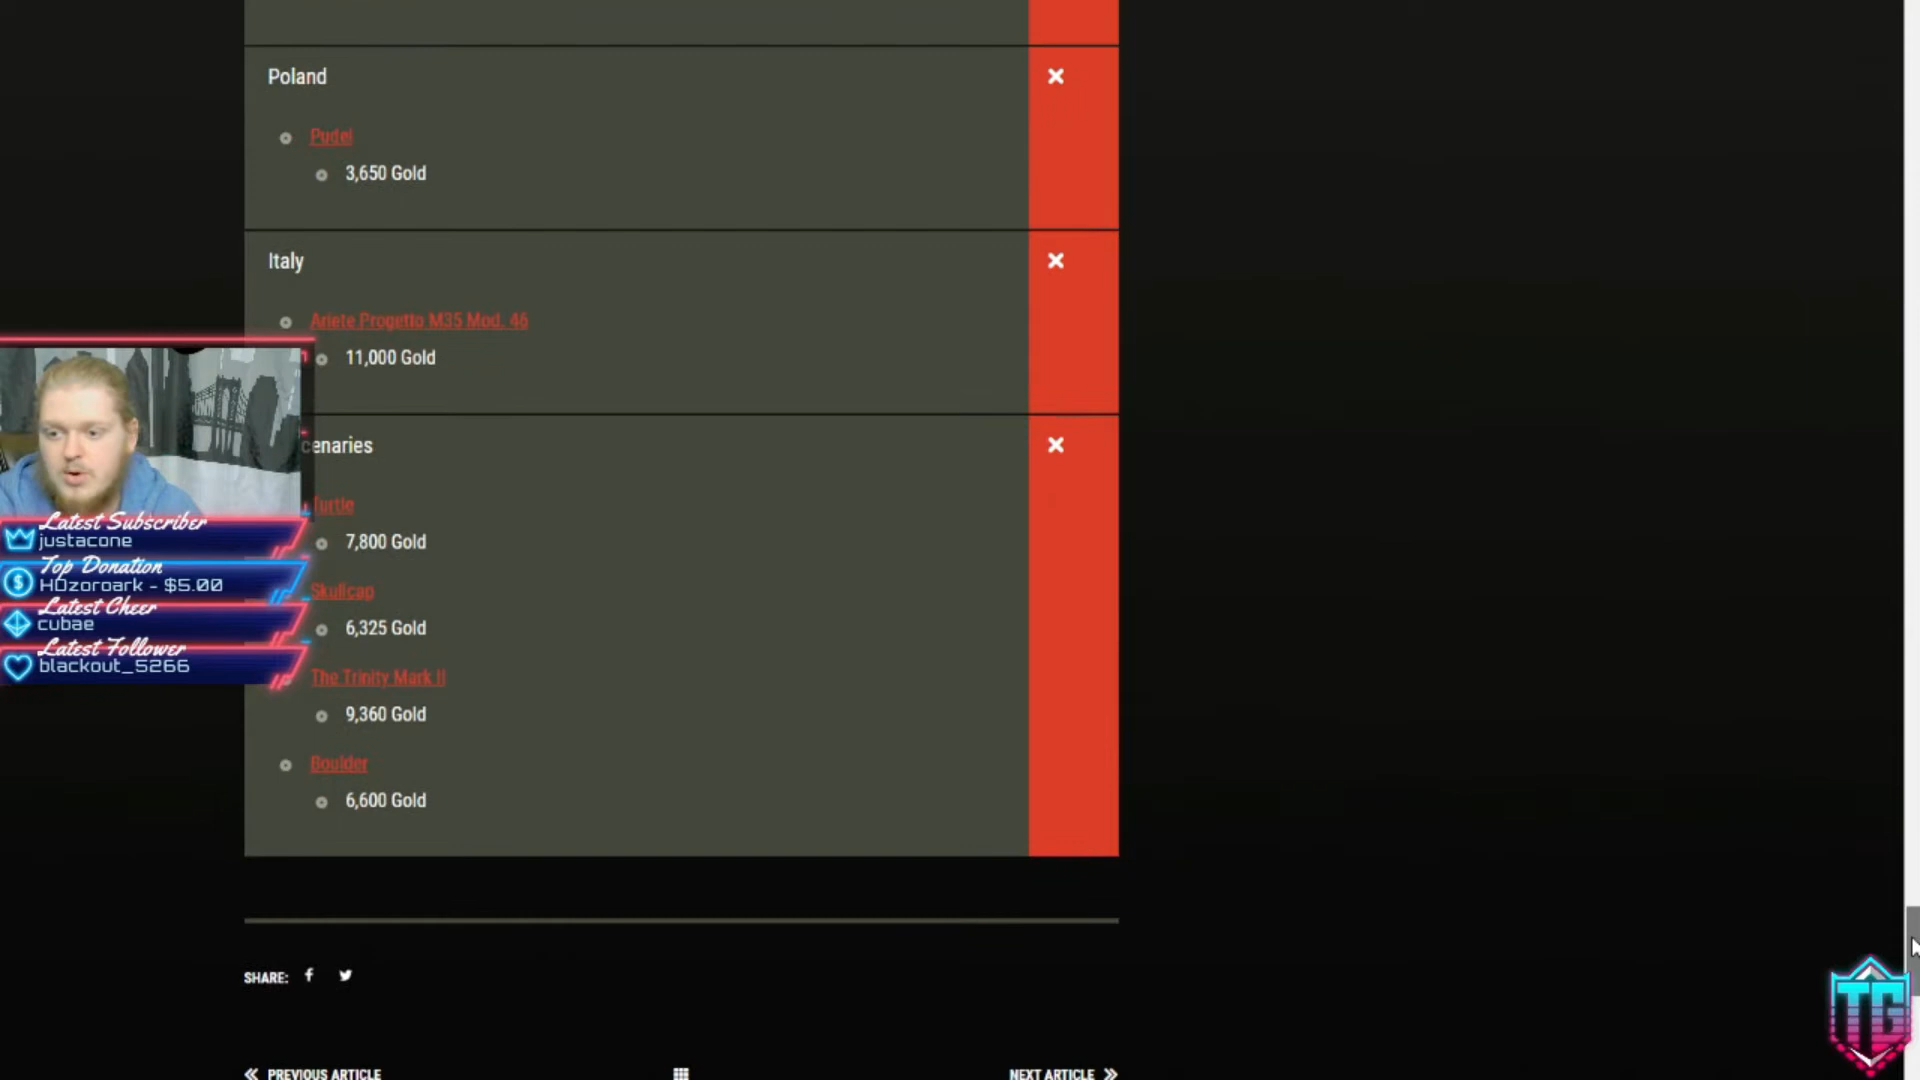 Poland
Pudel
3,650 Gold
Italy
Ariete Progetto M35 Mod. 46
11,000 Gold
cenaries
Turtle
7,800 Gold
Skullcap
6,325 Gold
The Trinity Mark II
9,360 Gold
Boulder
6,600 Gold
Latest Subscriber
justacone
Top Donation
HDzoroark - $5.00
Latest Cheer
cubae
Latest Follower
blackout_5266
SHARE:
PREVIOUS ARTICLE
NEXT ARTICLE
TG